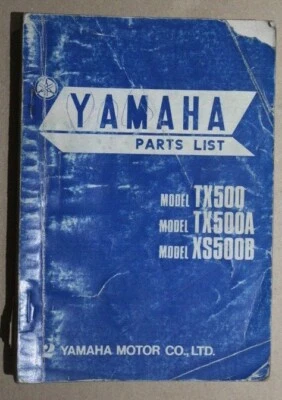 YAMAHA
PARTS LIST
MODEL TX500
MODEL TX500A
MODEL XS500B
YAMAHA MOTOR CO., LTD.